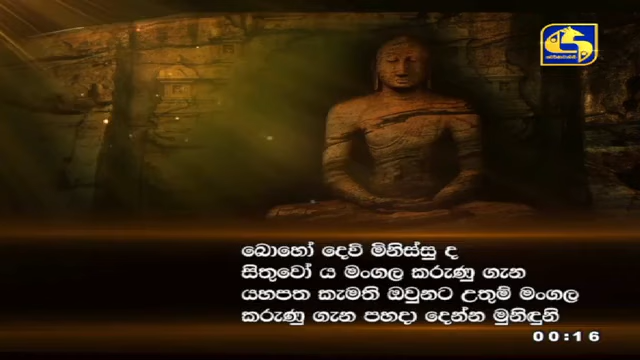 බොහෝ දෙව් මිනිස්සු ද
සිතුවෝ ය මංගල කරුණු ගැන
යහපත කැමති ඔවුනට උතුම් මංගල
කරුණු ගැන පහදා දෙන්න මුනිඳුනි
00:16